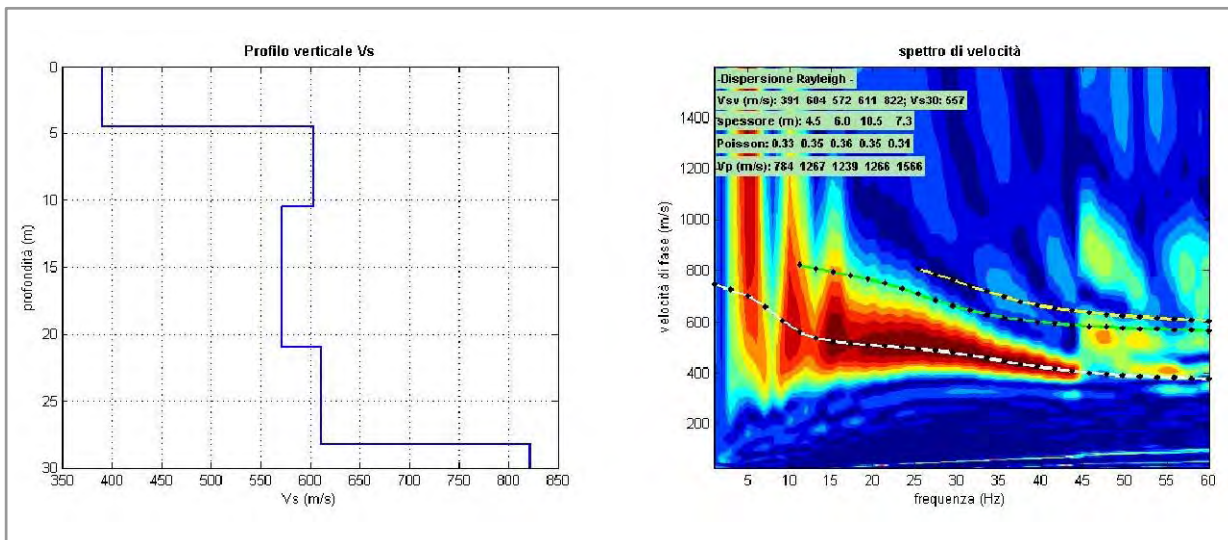 Profilo verticale Vs
0
5
10
15
20
25
30
profondità (m)
350 400 450 500 550 600 650 700 750 800 850
Vs (m/s)
spettro di velocità
-Dispersione Rayleigh -
Vsv (m/s): 391 604 572 611 822; Vs30: 557
spessore (m): 4.5 6.0 10.5 7.3
Poisson: 0.33 0.35 0.36 0.35 0.31
Vp (m/s): 784 1267 1239 1266 1566
1400
1200
1000
800
600
400
200
velocità di fase (m/s)
5 10 15 20 25 30 35 40 45 50 55 60
frequenza (Hz)